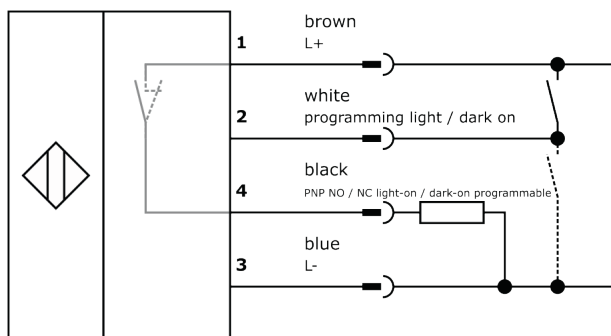 brown
1
L+
white
2
programming light / dark on
black
4
PNP NO / NC light-on / dark-on programmable
blue
3
L-